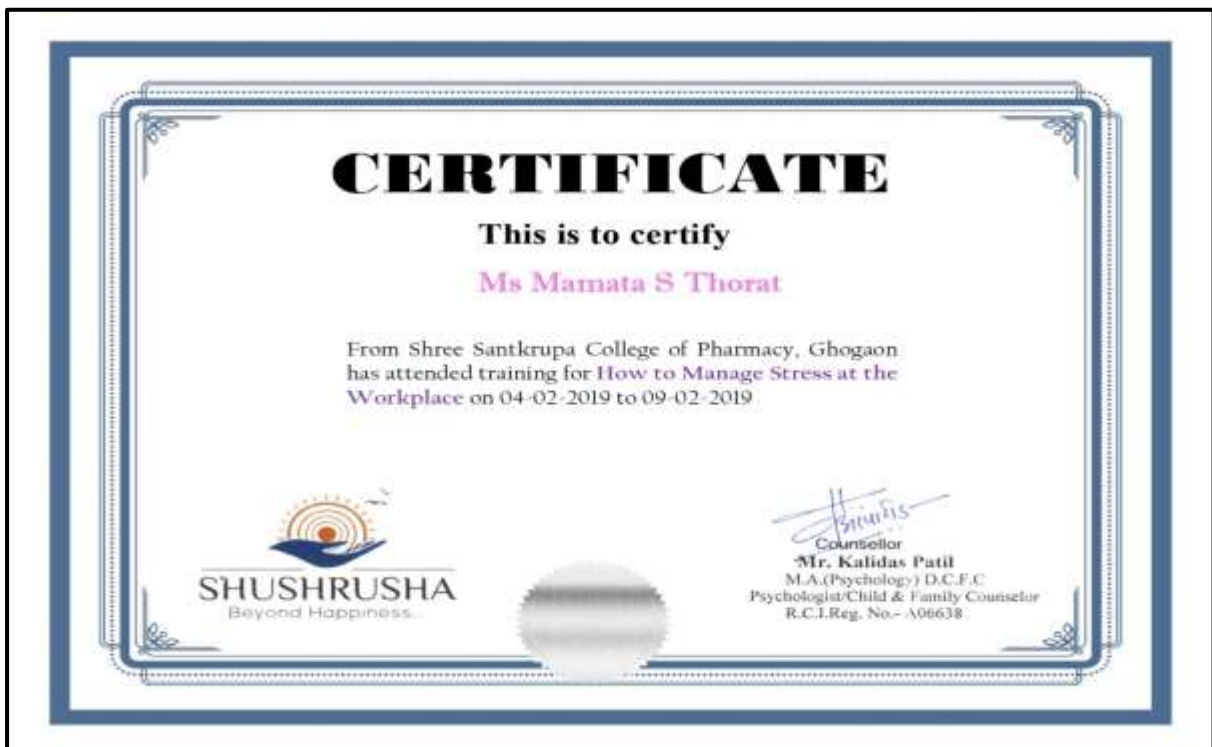 CERTIFICATE
This is to certify
Ms Mamata S Thorat
From Shree Santkrupa College of Pharmacy, Ghogaon
has attended training for How to Manage Stress at the
Workplace on 04-02-2019 to 09-02-2019
SHUSHRUSHA
Beyond Happiness...
Counsellor
Mr. Kalidas Patil
M.A.(Psychology) D.C.F.C
Psychologist/Child & Family Counselor
R.C.I.Reg. No.- A06638